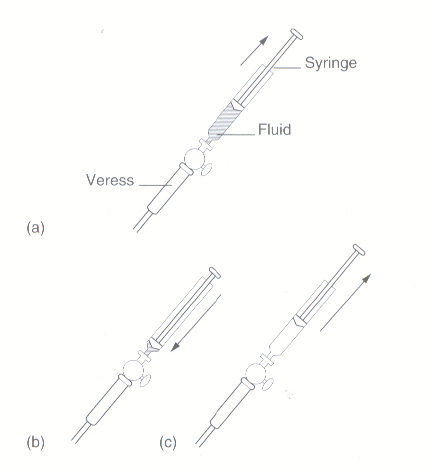 Syringe
Fluid
Veress
(a)
(b)
(c)